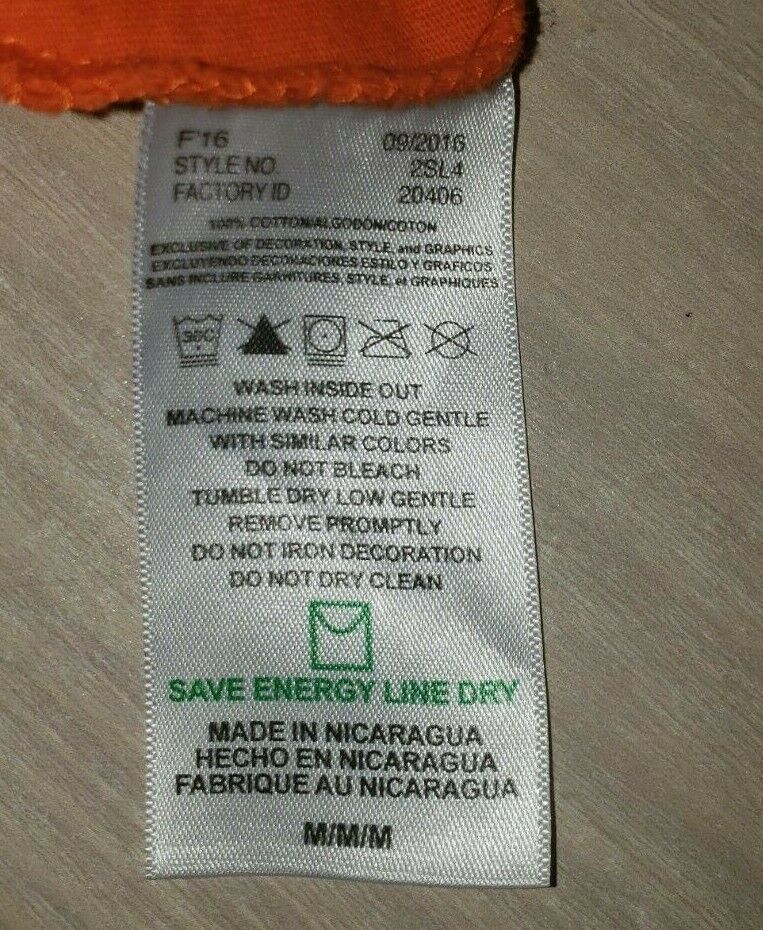 F'16 09/2016
STYLE NO. 2SL4
FACTORY ID 20406
100% COTTON/ALGODÓN/COTON
EXCLUSIVE OF DECORATION, STYLE, and GRAPHICS
EXCLUYENDO DECORACIONES ESTILO Y GRAFICOS
SANS INCLURE GARNITURES, STYLE, et GRAPHIQUES
30C
WASH INSIDE OUT
MACHINE WASH COLD GENTLE
WITH SIMILAR COLORS
DO NOT BLEACH
TUMBLE DRY LOW GENTLE
REMOVE PROMPTLY
DO NOT IRON DECORATION
DO NOT DRY CLEAN
SAVE ENERGY LINE DRY
MADE IN NICARAGUA
HECHO EN NICARAGUA
FABRIQUE AU NICARAGUA
M/M/M